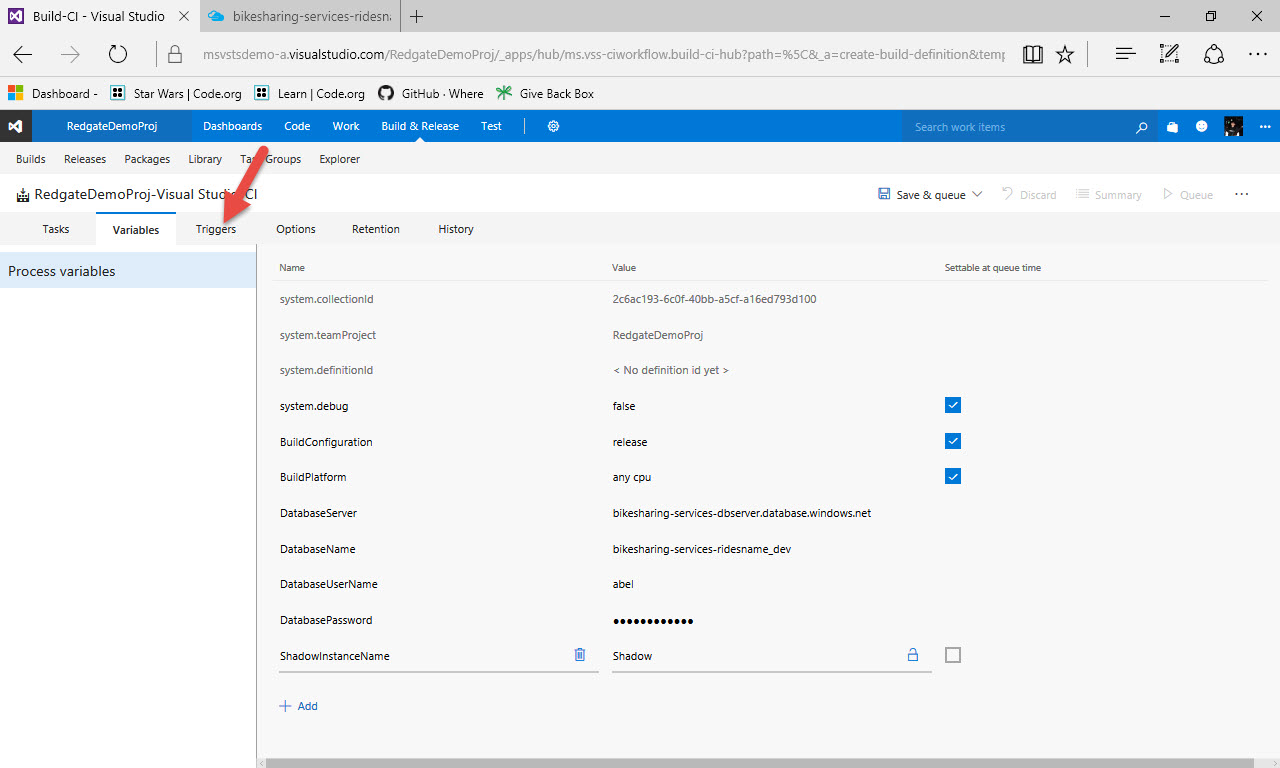 Build-CI - Visual Studio
bikesharing-services-ridesna
msvstsdemo-a.visualstudio.com/RedgateDemoProj/_apps/hub/ms.vss-ciworkflow.build-ci-hub?path=%5C&_a=create-build-definition&temp
Dashboard - Star Wars | Code.org Learn | Code.org GitHub · Where Give Back Box
RedgateDemoProj Dashboards Code Work Build & Release Test Search work items
Builds Releases Packages Library Groups Explorer
RedgateDemoProj-Visual Studio-CI Save & queue Discard Summary Queue
Tasks Variables Triggers Options Retention History
Process variables
Name Value Settable at queue time
system.collectionId 2c6ac193-6c0f-40bb-a5cf-a16ed793d100
system.teamProject RedgateDemoProj
system.definitionId < No definition id yet >
system.debug false
BuildConfiguration release
BuildPlatform any cpu
DatabaseServer bikesharing-services-dbserver.database.windows.net
DatabaseName bikesharing-services-ridesname_dev
DatabaseUserName abel
DatabasePassword ●●●●●●●●●●●●
ShadowInstanceName Shadow
+ Add